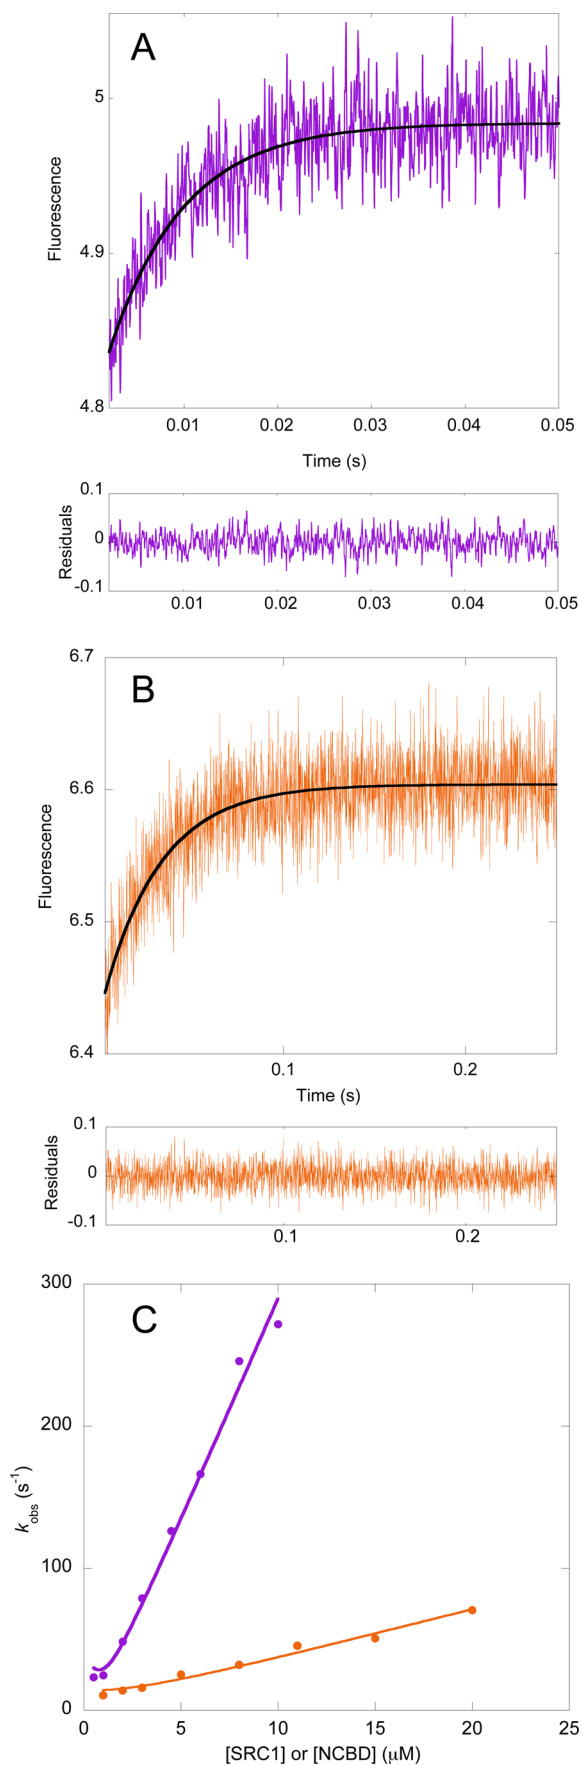 A
5
4.9
4.8
Fluorescence
0.01 0.02 0.03 0.04 0.05
Time (s)
0.1
0
-0.1
Residuals
0.01 0.02 0.03 0.04 0.05
6.7
B
6.6
6.5
6.4
Fluorescence
0.1 0.2
Time (s)
0.1
0
-0.1
Residuals
0.1 0.2
300
C
200
100
0
k_obs (s⁻¹)
0 5 10 15 20 25
[SRC1] or [NCBD] (μM)